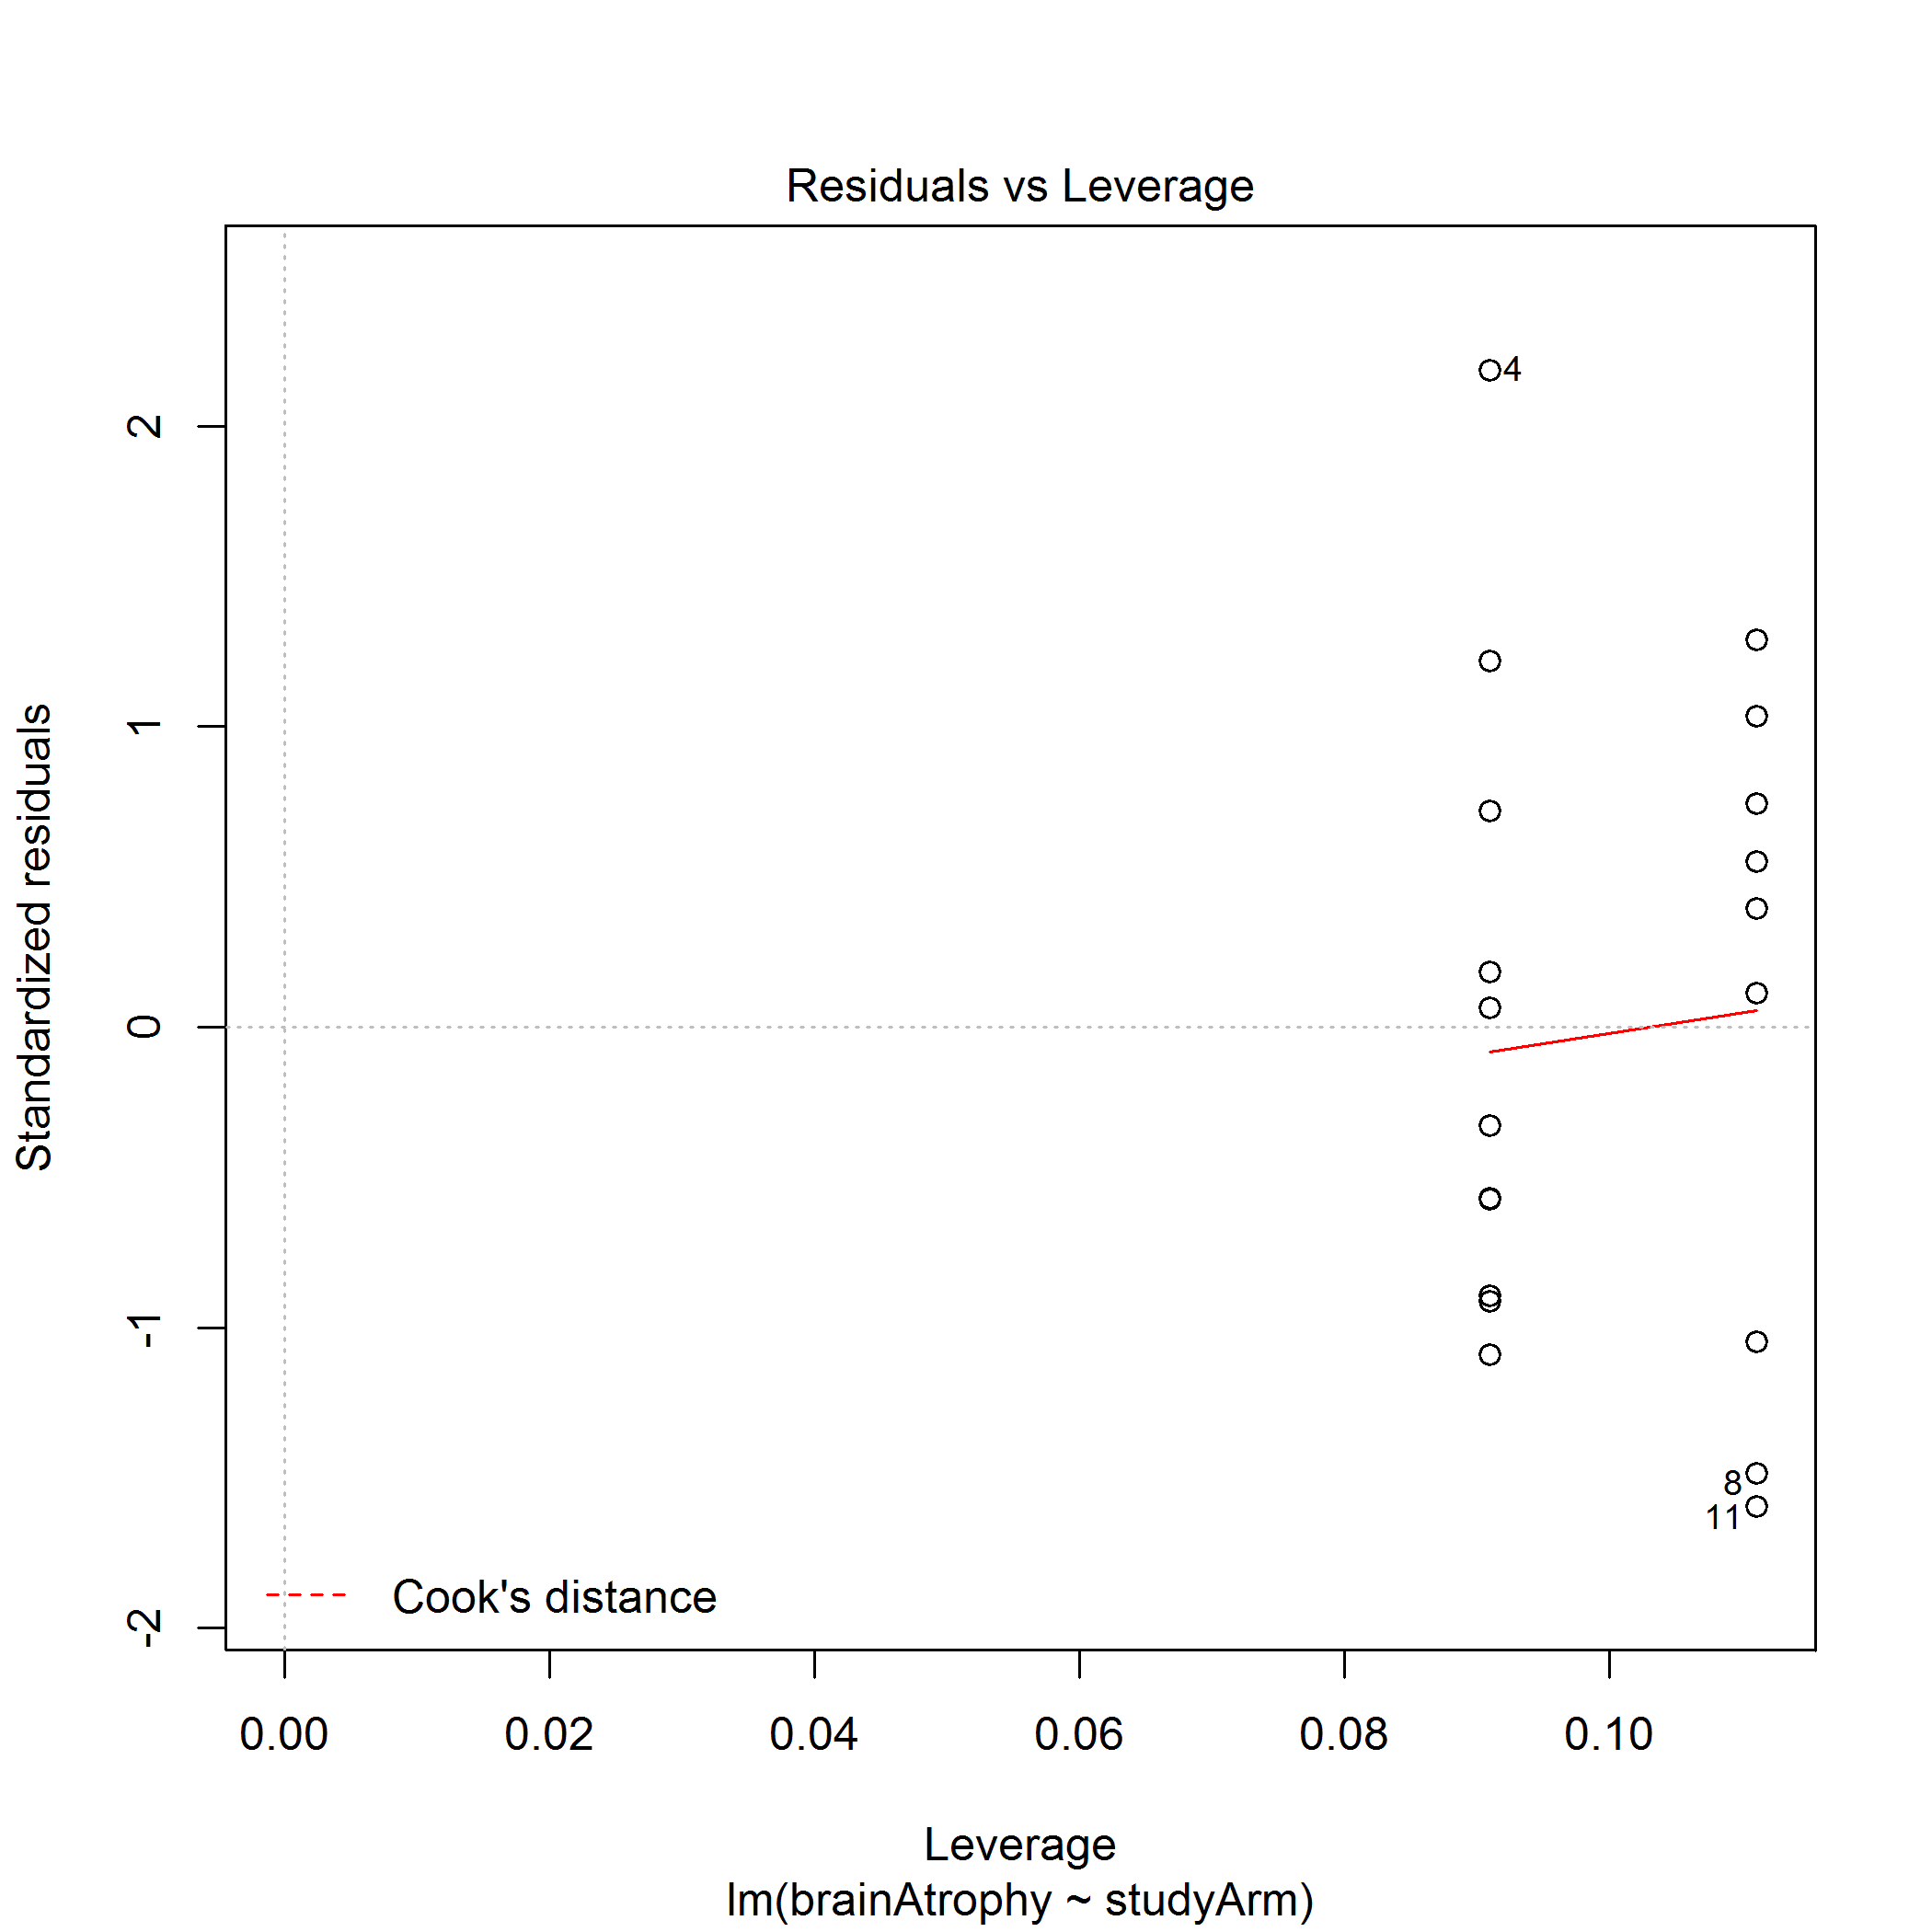 Residuals vs Leverage
Standardized residuals
2
1
0
-1
-2
4
8
11
Cook's distance
0.00 0.02 0.04 0.06 0.08 0.10
Leverage
lm(brainAtrophy ~ studyArm)